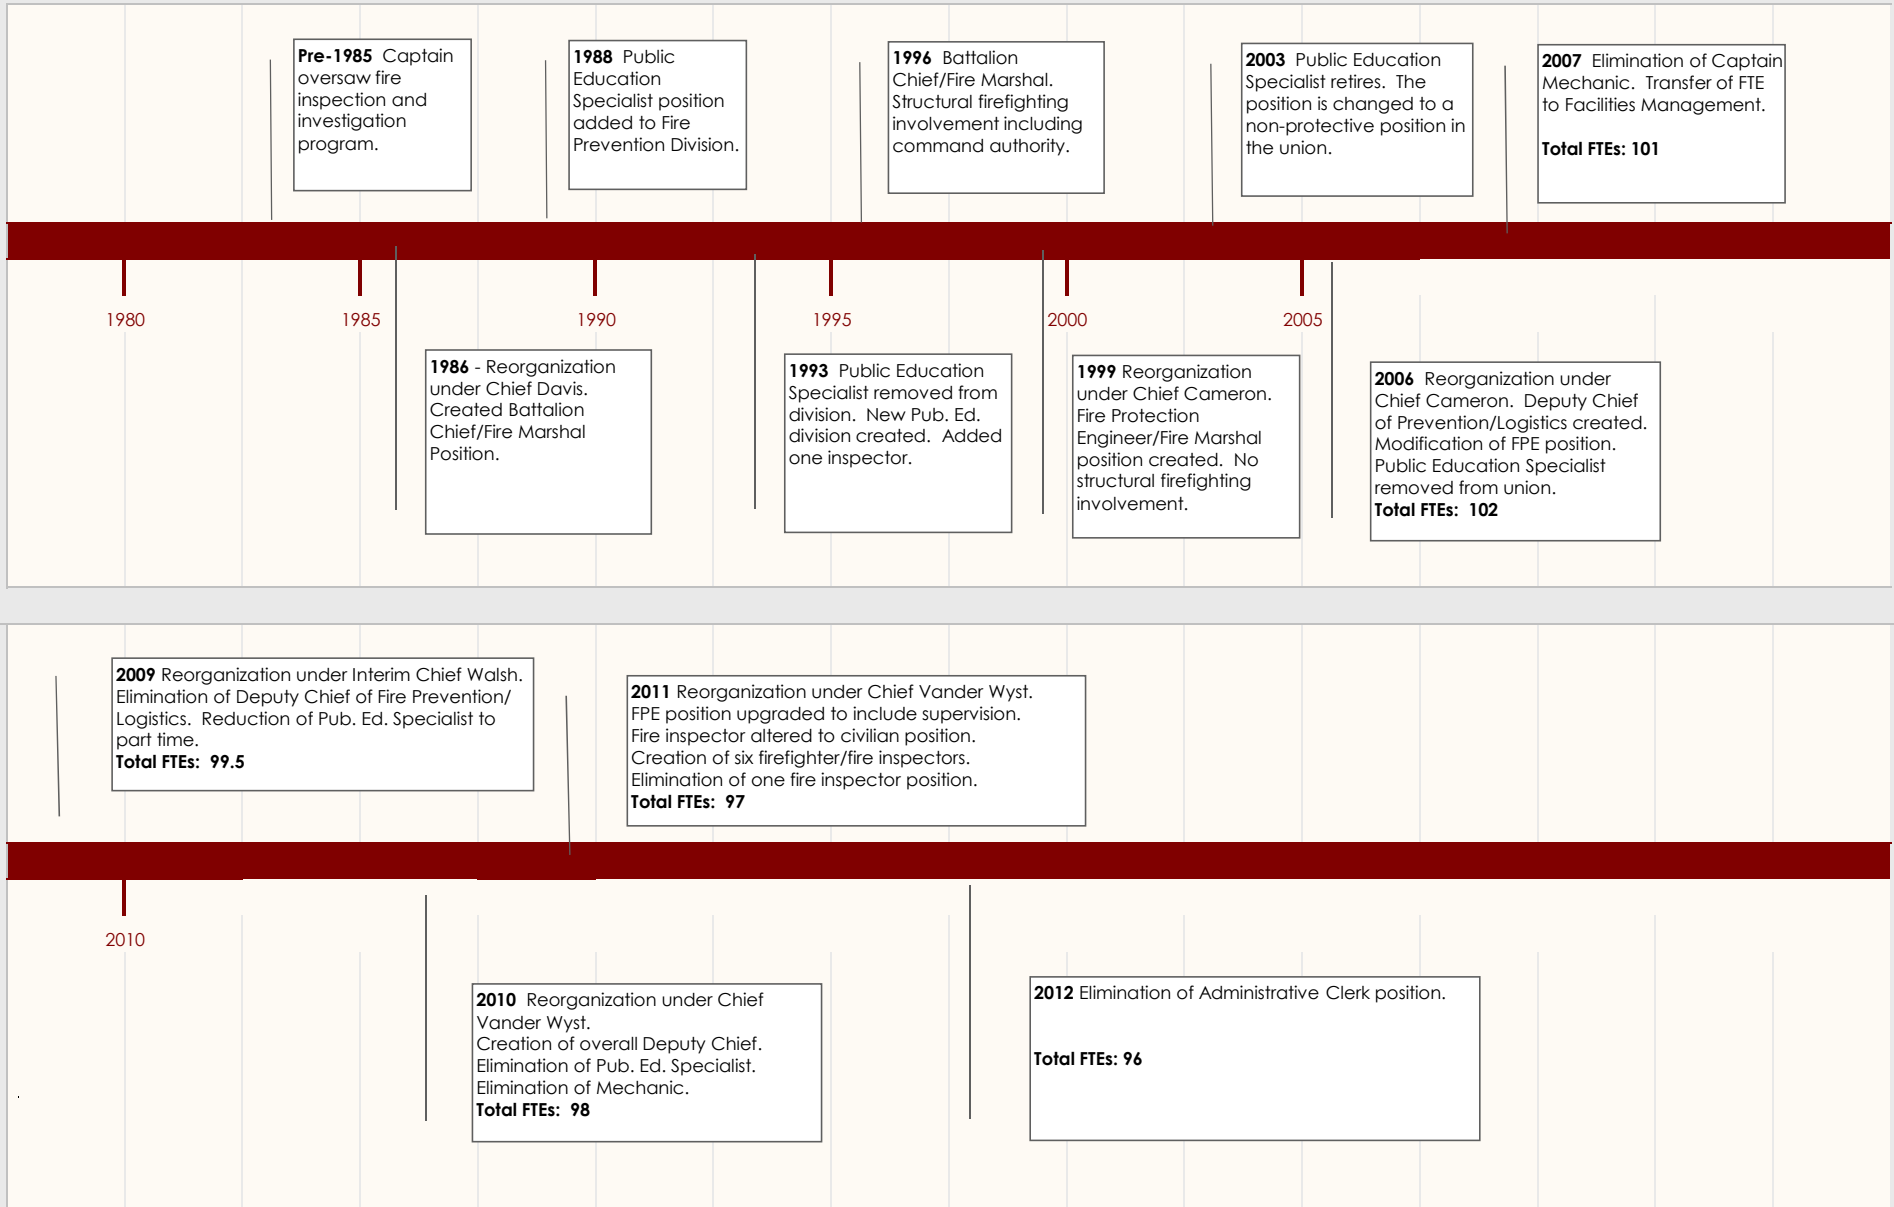 Pre-1985  Captain
oversaw fire
inspection and
investigation
program.
1988  Public
Education
Specialist position
added to Fire
Prevention Division.
1996  Battalion
Chief/Fire Marshal.
Structural firefighting
involvement including
command authority.
2003  Public Education
Specialist retires.  The
position is changed to a
non-protective position in
the union.
2007  Elimination of Captain
Mechanic.  Transfer of FTE
to Facilities Management.
Total FTEs: 101
1980
1985
1990
1995
2000
2005
1986 - Reorganization
under Chief Davis.
Created Battalion
Chief/Fire Marshal
Position.
1993  Public Education
Specialist removed from
division.  New Pub. Ed.
division created.  Added
one inspector.
1999 Reorganization
under Chief Cameron.
Fire Protection
Engineer/Fire Marshal
position created.  No
structural firefighting
involvement.
2006  Reorganization under
Chief Cameron.  Deputy Chief
of Prevention/Logistics created.
Modification of FPE position.
Public Education Specialist
removed from union.
Total FTEs:  102
2009 Reorganization under Interim Chief Walsh.
Elimination of Deputy Chief of Fire Prevention/
Logistics.  Reduction of Pub. Ed. Specialist to
part time.
Total FTEs:  99.5
2011 Reorganization under Chief Vander Wyst.
FPE position upgraded to include supervision.
Fire inspector altered to civilian position.
Creation of six firefighter/fire inspectors.
Elimination of one fire inspector position.
Total FTEs:  97
2010
2010  Reorganization under Chief
Vander Wyst.
Creation of overall Deputy Chief.
Elimination of Pub. Ed. Specialist.
Elimination of Mechanic.
Total FTEs:  98
2012 Elimination of Administrative Clerk position.
Total FTEs: 96